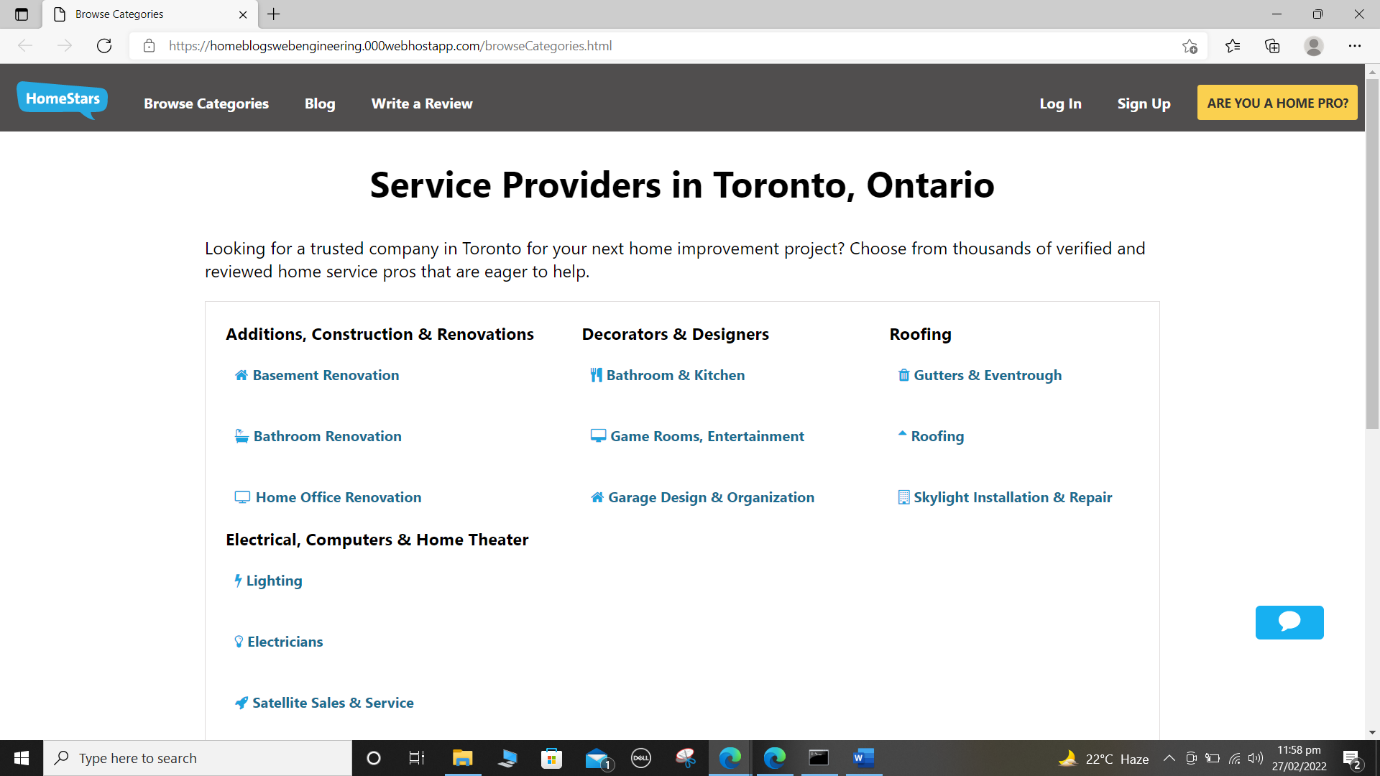 Browse Categories
https://homeblogswebengineering.000webhostapp.com/browseCategories.html
HomeStars
Browse Categories
Blog
Write a Review
Log In
Sign Up
ARE YOU A HOME PRO?
Service Providers in Toronto, Ontario
Looking for a trusted company in Toronto for your next home improvement project? Choose from thousands of verified and
reviewed home service pros that are eager to help.
Additions, Construction & Renovations
Basement Renovation
Bathroom Renovation
Home Office Renovation
Decorators & Designers
Bathroom & Kitchen
Game Rooms, Entertainment
Garage Design & Organization
Roofing
Gutters & Eventrough
Roofing
Skylight Installation & Repair
Electrical, Computers & Home Theater
Lighting
Electricians
Satellite Sales & Service
Type here to search
1
DELL
W
22°C Haze
11:58 pm
27/02/2022
2